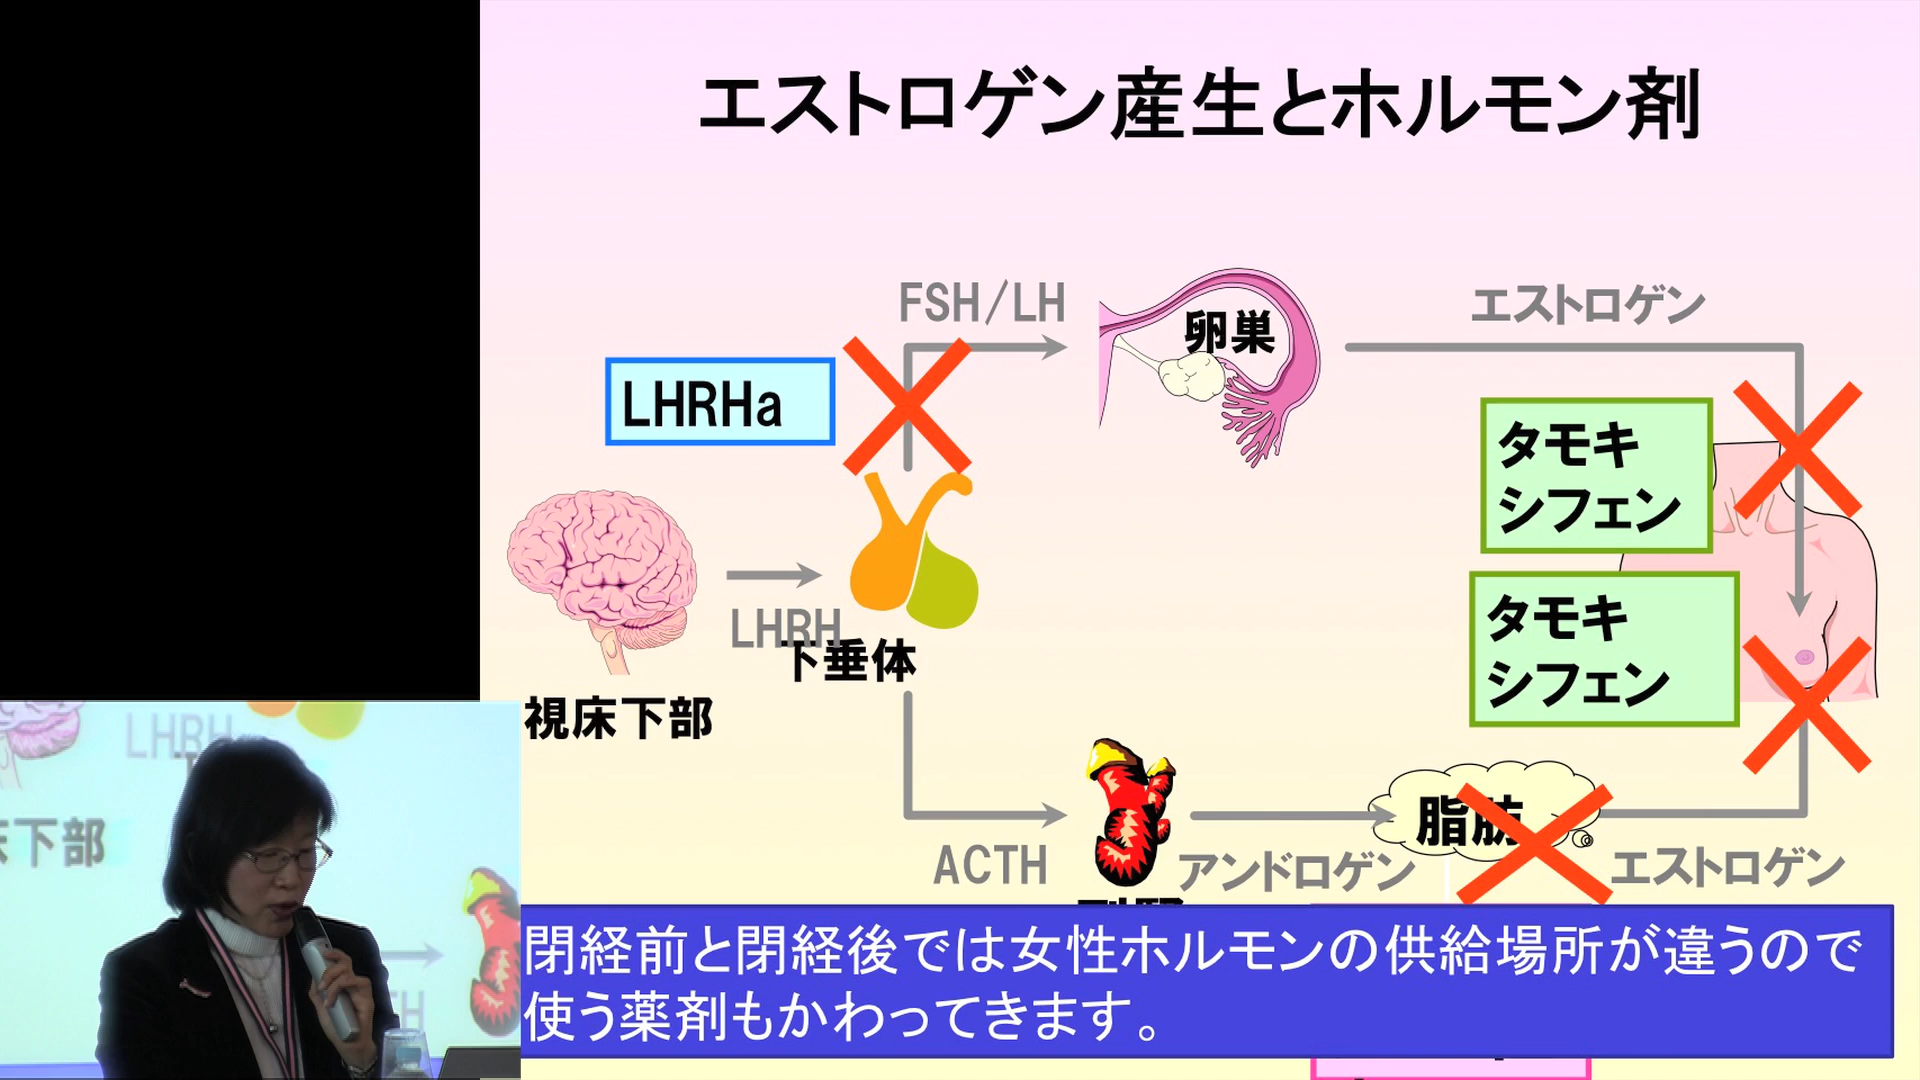 エストロゲン産生とホルモン剤
FSH/LH
卵巣
エストロゲン
LHRHa
タモキ
シフェン
タモキ
シフェン
LHRH
下垂体
視床下部
脂肪
ACTH
アンドロゲン
エストロゲン
閉経前と閉経後では女性ホルモンの供給場所が違うので
使う薬剤もかわってきます。
LHRH
床下部